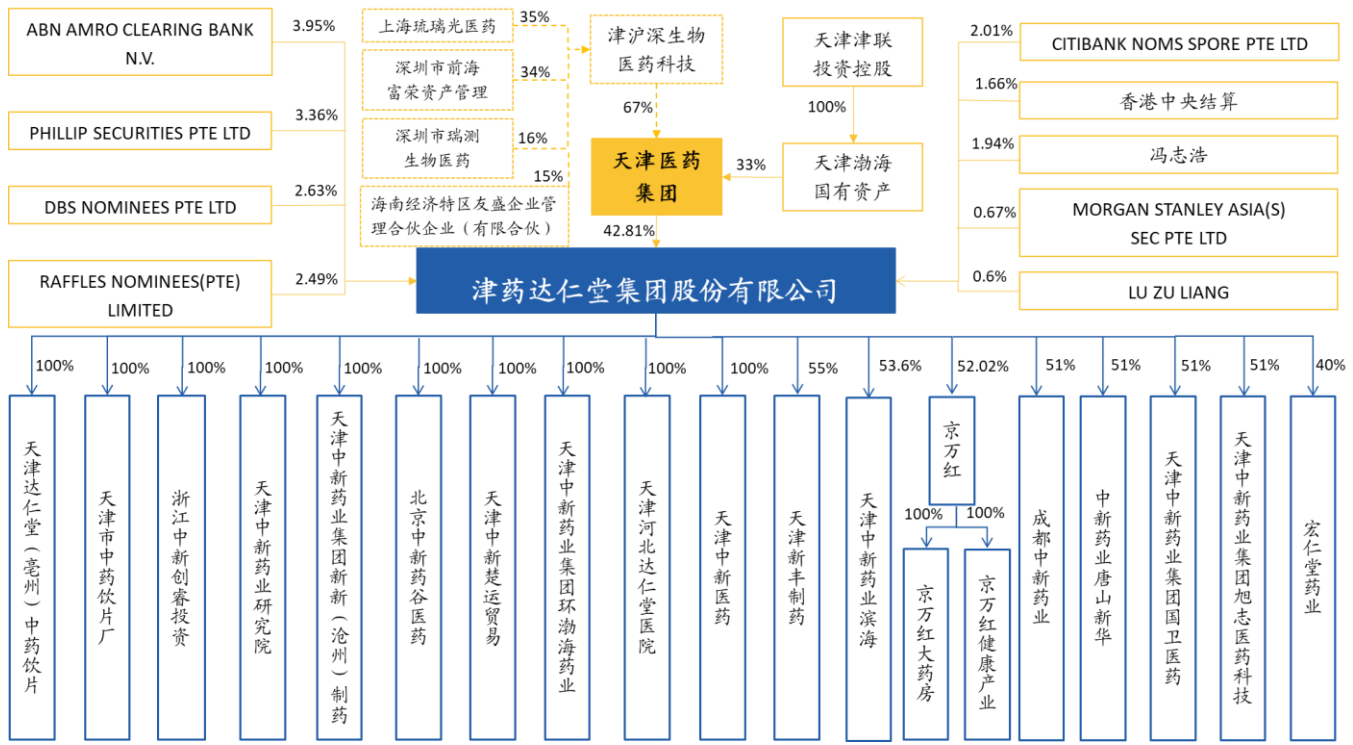 ABN AMRO CLEARING BANK
N.V.
3.95%
PHILLIP SECURITIES PTE LTD
3.36%
DBS NOMINEES PTE LTD
2.63%
RAFFLES NOMINEES(PTE)
LIMITED
2.49%
上海琉璃光医药
35%
深圳市前海
富荣资产管理
34%
深圳市瑞测
生物医药
16%
海南经济特区友盛企业管
理合伙企业（有限合伙）
15%
津沪深生物
医药科技
67%
天津津联
投资控股
100%
天津渤海
国有资产
33%
天津医药
集团
42.81%
2.01%
CITIBANK NOMS SPORE PTE LTD
1.66%
香港中央结算
1.94%
冯志浩
0.67%
MORGAN STANLEY ASIA(S)
SEC PTE LTD
0.6%
LU ZU LIANG
津药达仁堂集团股份有限公司
100%
天津达仁堂（亳州）中药饮片
100%
天津市中药饮片厂
100%
浙江中新创睿投资
100%
天津中新药业研究院
100%
天津中新药业集团新新（沧州）制药
100%
北京中新药谷医药
100%
天津中新楚运贸易
100%
天津中新药业集团环渤海药业
100%
天津河北达仁堂医院
100%
天津中新医药
55%
天津新丰制药
53.6%
天津中新药业滨海
52.02%
京万红
100%
京万红大药房
100%
京万红健康产业
51%
成都中新药业
51%
中新药业唐山新华
51%
天津中新药业集团国卫医药
51%
天津中新药业集团旭志医药科技
40%
宏仁堂药业